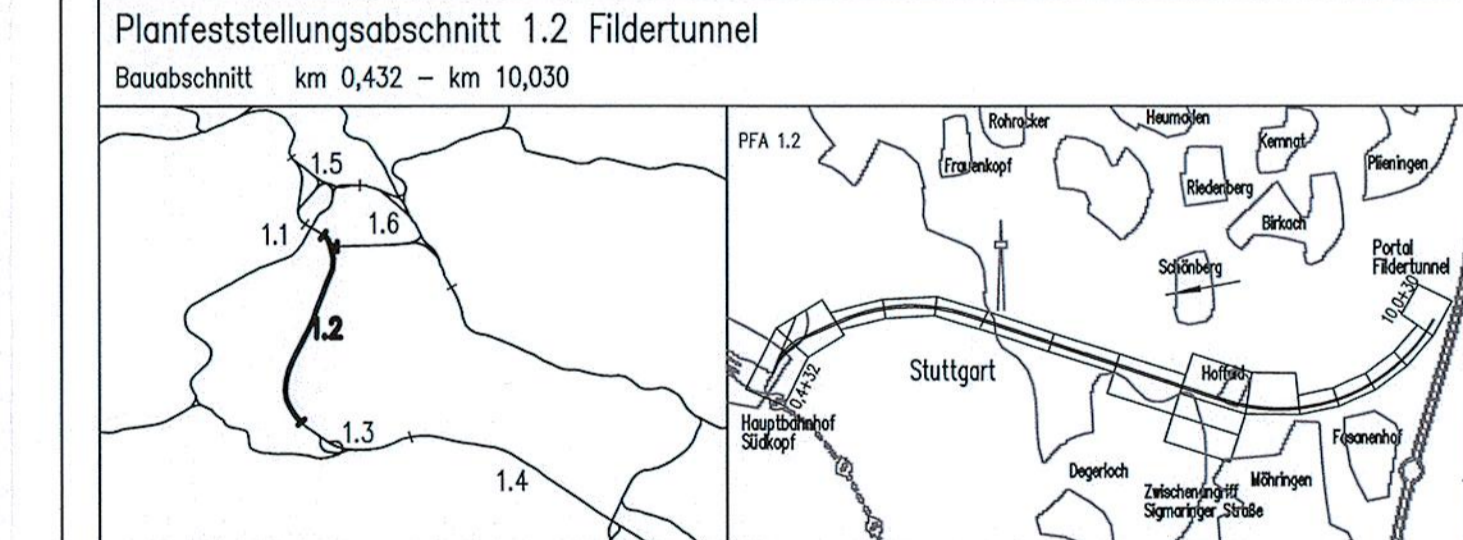 Planfeststellungsabschnitt 1.2 Fildertunnel
Bauabschnitt km 0,432 – km 10,030
1.5
1.1
1.6
1.2
1.3
1.4
PFA 1.2
Rohracker
Heumaden
Frauenkopf
Kemnat
Plieningen
Riedenberg
Birkach
Schönberg
Portal
Fildertunnel
10,0+30
Stuttgart
Hoffeld
0,4+32
Hauptbahnhof
Südkopf
Fasanenhof
Degerloch
Möhringen
Zwischenangriff
Sigmaringer Straße